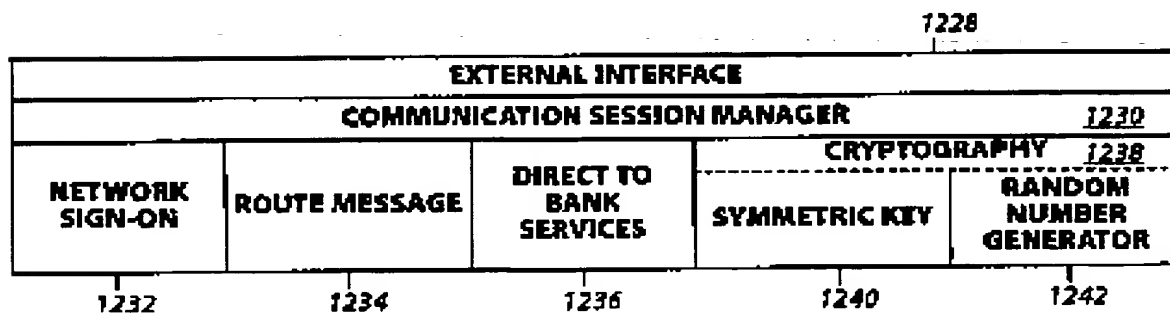 1228
EXTERNAL INTERFACE
COMMUNICATION SESSION MANAGER 1230
NETWORK
SIGN-ON
ROUTE MESSAGE
DIRECT TO
BANK
SERVICES
CRYPTOGRAPHY 1238
SYMMETRIC KEY
RANDOM
NUMBER
GENERATOR
1232
1234
1236
1240
1242